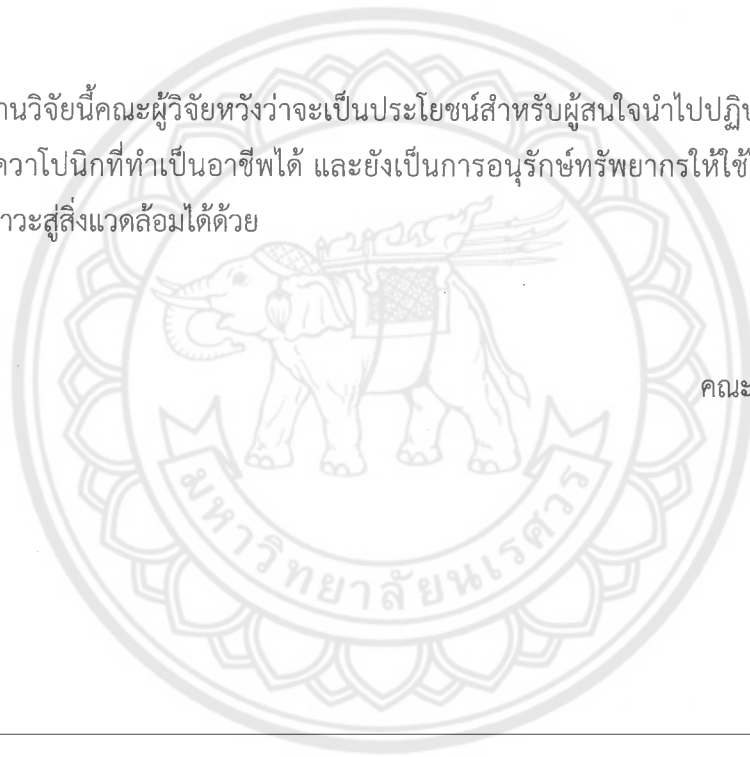 านวิจัยนี้คณะผู้วิจัยหวังว่าจะเป็นประโยชน์สำหรับผู้สนใจนำไปปฏิบ
ควาโปนิกที่ทำเป็นอาชีพได้ และยังเป็นการอนุรักษ์ทรัพยากรให้ใช้
าวะสู่สิ่งแวดล้อมได้ด้วย
คณะ
มหาวิทยาลัยนเรศวร